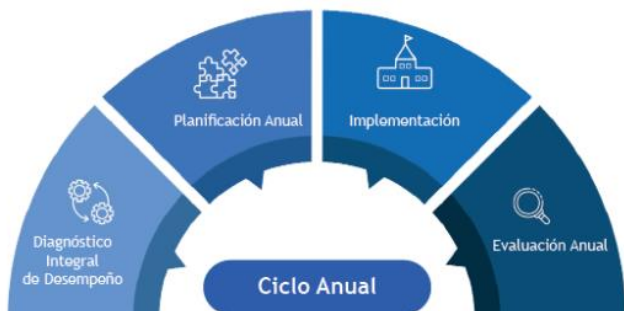 Planificación Anual
Implementación
Diagnóstico
Integral
de Desempeño
Evaluación Anual
Ciclo Anual